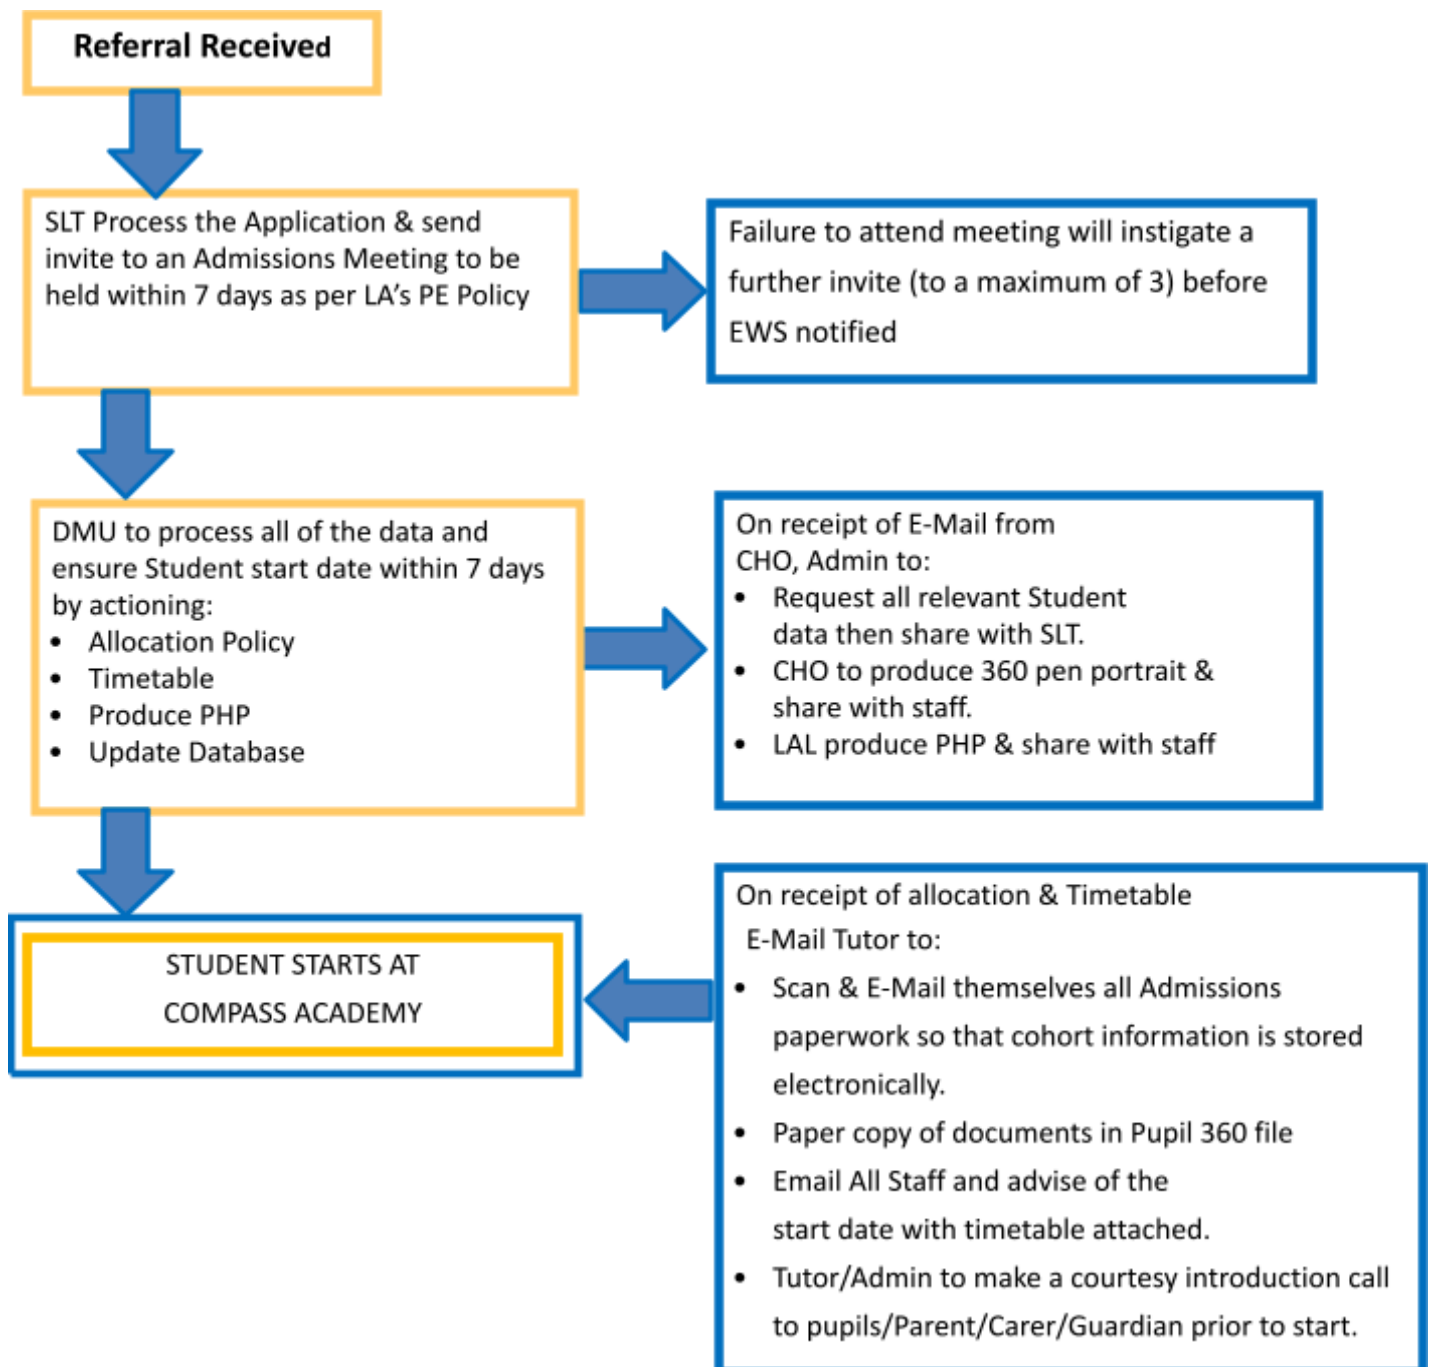 Referral Received
SLT Process the Application & send
invite to an Admissions Meeting to be
held within 7 days as per LA's PE Policy
Failure to attend meeting will instigate a
further invite (to a maximum of 3) before
EWS notified
DMU to process all of the data and
ensure Student start date within 7 days
by actioning:
• Allocation Policy
• Timetable
• Produce PHP
• Update Database
On receipt of E-Mail from
CHO, Admin to:
• Request all relevant Student
data then share with SLT.
• CHO to produce 360 pen portrait &
share with staff.
• LAL produce PHP & share with staff
STUDENT STARTS AT
COMPASS ACADEMY
On receipt of allocation & Timetable
E-Mail Tutor to:
• Scan & E-Mail themselves all Admissions
paperwork so that cohort information is stored
electronically.
• Paper copy of documents in Pupil 360 file
• Email All Staff and advise of the
start date with timetable attached.
• Tutor/Admin to make a courtesy introduction call
to pupils/Parent/Carer/Guardian prior to start.